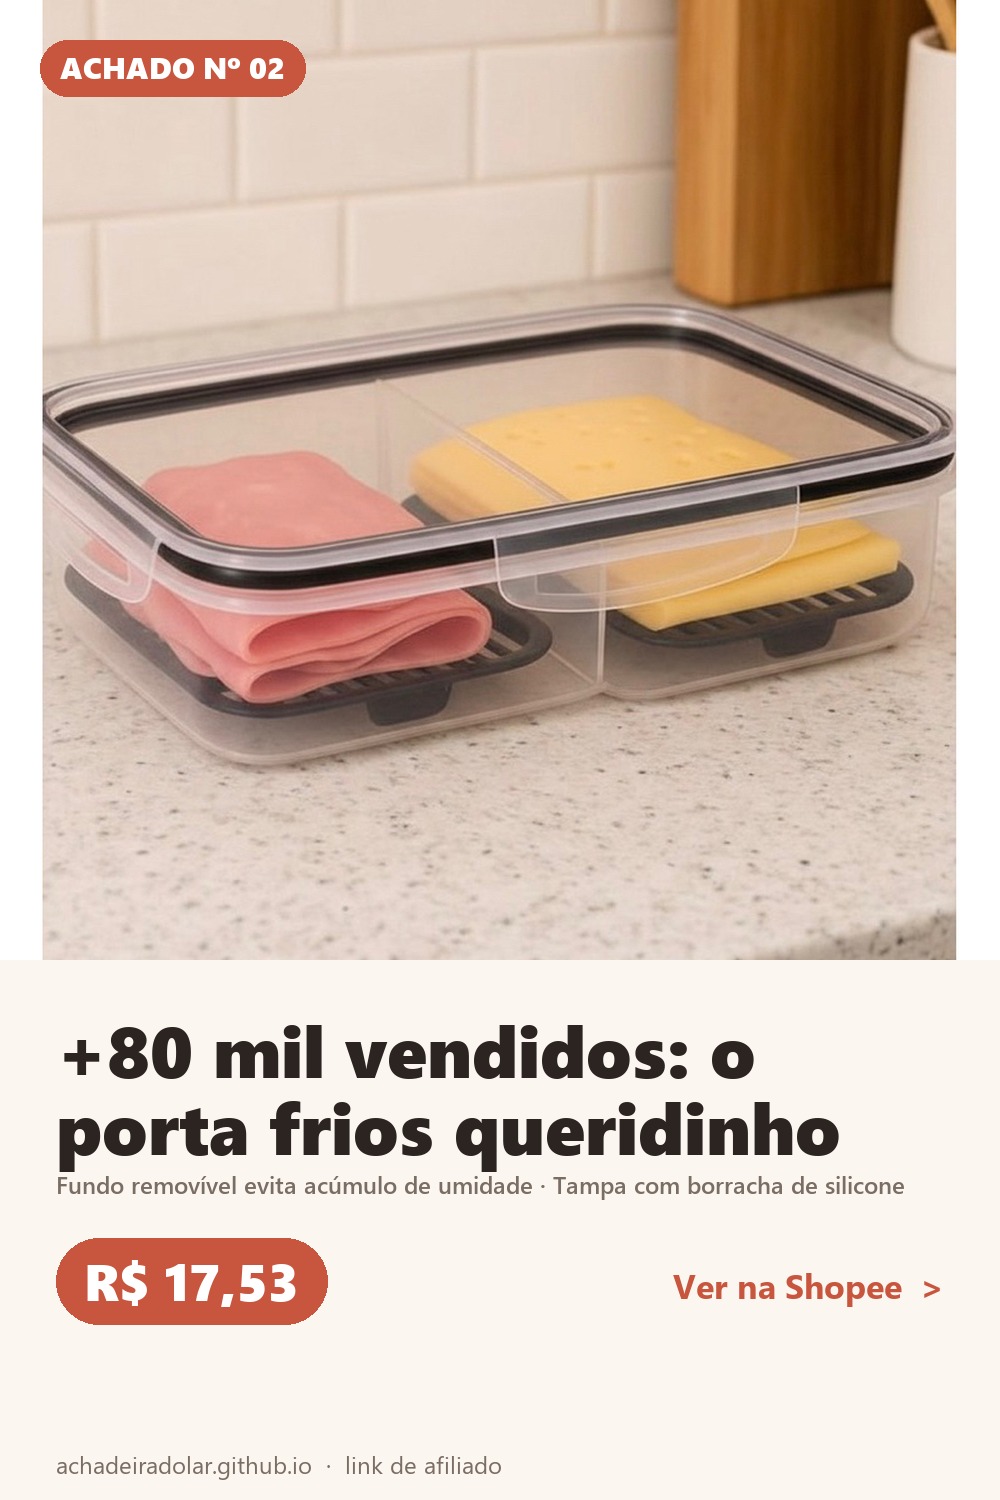 ACHADO Nº 02
+80 mil vendidos: o
porta frios queridinho
Fundo removível evita acúmulo de umidade · Tampa com borracha de silicone
R$ 17,53
Ver na Shopee >
achadeiradolar.github.io · link de afiliado